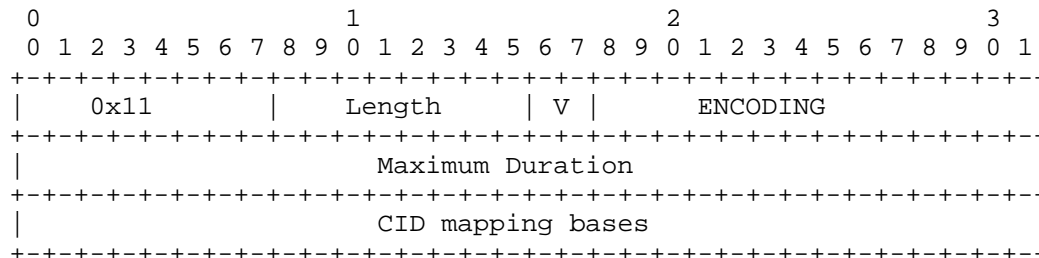 0                   1                   2                   3
 0 1 2 3 4 5 6 7 8 9 0 1 2 3 4 5 6 7 8 9 0 1 2 3 4 5 6 7 8 9 0 1
+-+-+-+-+-+-+-+-+-+-+-+-+-+-+-+-+-+-+-+-+-+-+-+-+-+-+-+-+-+-+-+-
|     0x11      |    Length     | V |      ENCODING
+-+-+-+-+-+-+-+-+-+-+-+-+-+-+-+-+-+-+-+-+-+-+-+-+-+-+-+-+-+-+-+-
|                      Maximum Duration
+-+-+-+-+-+-+-+-+-+-+-+-+-+-+-+-+-+-+-+-+-+-+-+-+-+-+-+-+-+-+-+-
|                      CID mapping bases
+-+-+-+-+-+-+-+-+-+-+-+-+-+-+-+-+-+-+-+-+-+-+-+-+-+-+-+-+-+-+-+-